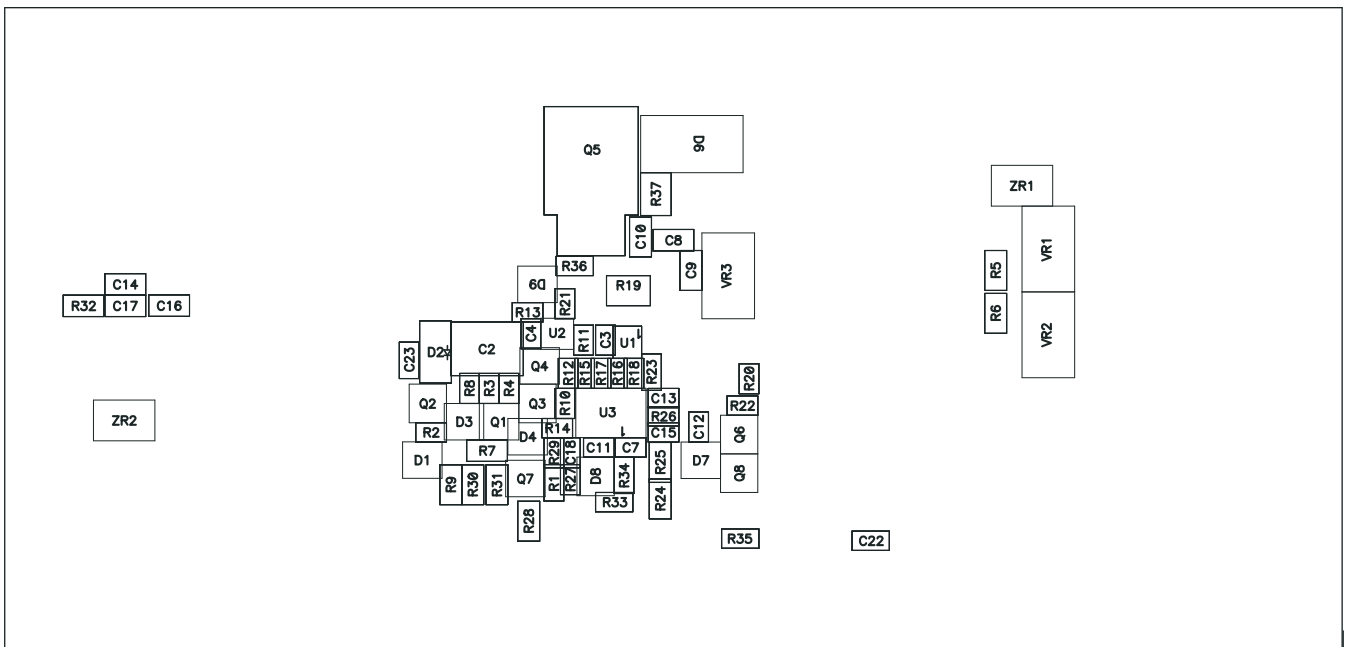 Q5
D6
ZR1
R37
C10
C8
VR1
R36
C9
VR3
R5
D9
R19
C14
R32
C17
C16
R21
R6
R13
C4
U2
R11
C3
U1
1
VR2
C23
D2
C2
Q4
R12
R15
R17
R16
R18
R23
R20
R8
R3
R4
Q2
Q3
R10
U3
1
C13
R26
C15
R22
C12
ZR2
R2
D3
Q1
D4
R14
Q6
D1
R7
R29
C18
C11
C7
R25
D7
Q8
R9
R30
R31
Q7
R1
R27
D8
R34
R33
R24
R28
R35
C22